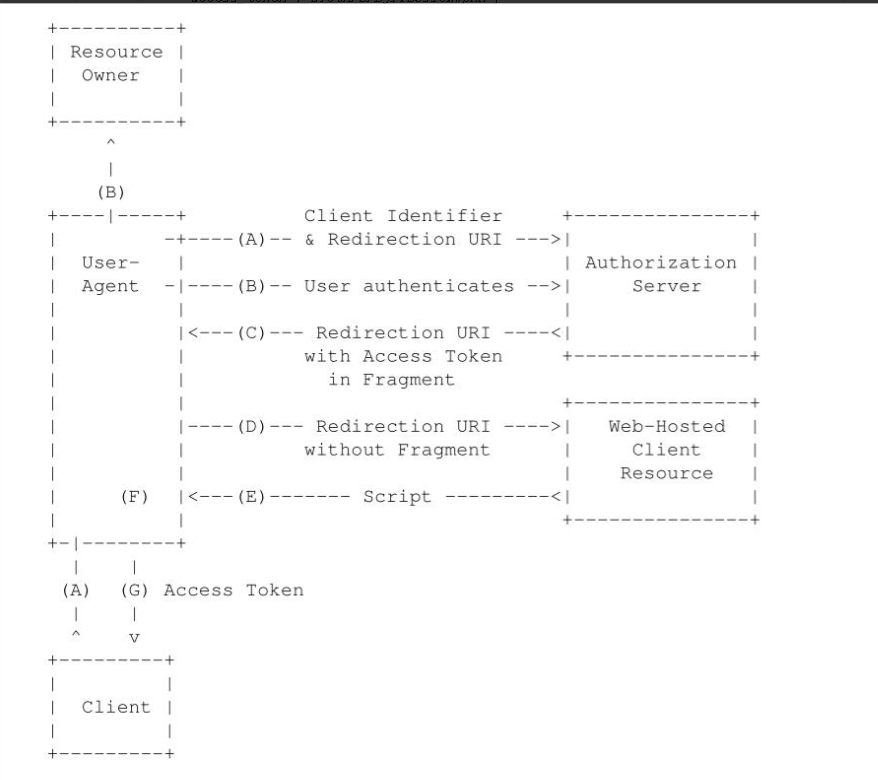 +----------+
| Resource |
|  Owner   |
|          |
+----------+
     ^
     |
    (B)
+----|-----+          Client Identifier     +---------------+
|         -+----(A)-- & Redirection URI --->|               |
|  User-   |                                | Authorization |
|  Agent  -|----(B)-- User authenticates -->|     Server    |
|          |                                |               |
|          |<---(C)--- Redirection URI ----<|               |
|          |          with Access Token     +---------------+
|          |            in Fragment
|          |                                +---------------+
|          |----(D)--- Redirection URI ---->|   Web-Hosted  |
|          |          without Fragment      |     Client    |
|          |                                |    Resource   |
|     (F)  |<---(E)------- Script ---------<|               |
|          |                                +---------------+
+-|--------+
  |    |
 (A)  (G) Access Token
  |    |
  ^    v
+---------+
|         |
|  Client |
|         |
+---------+